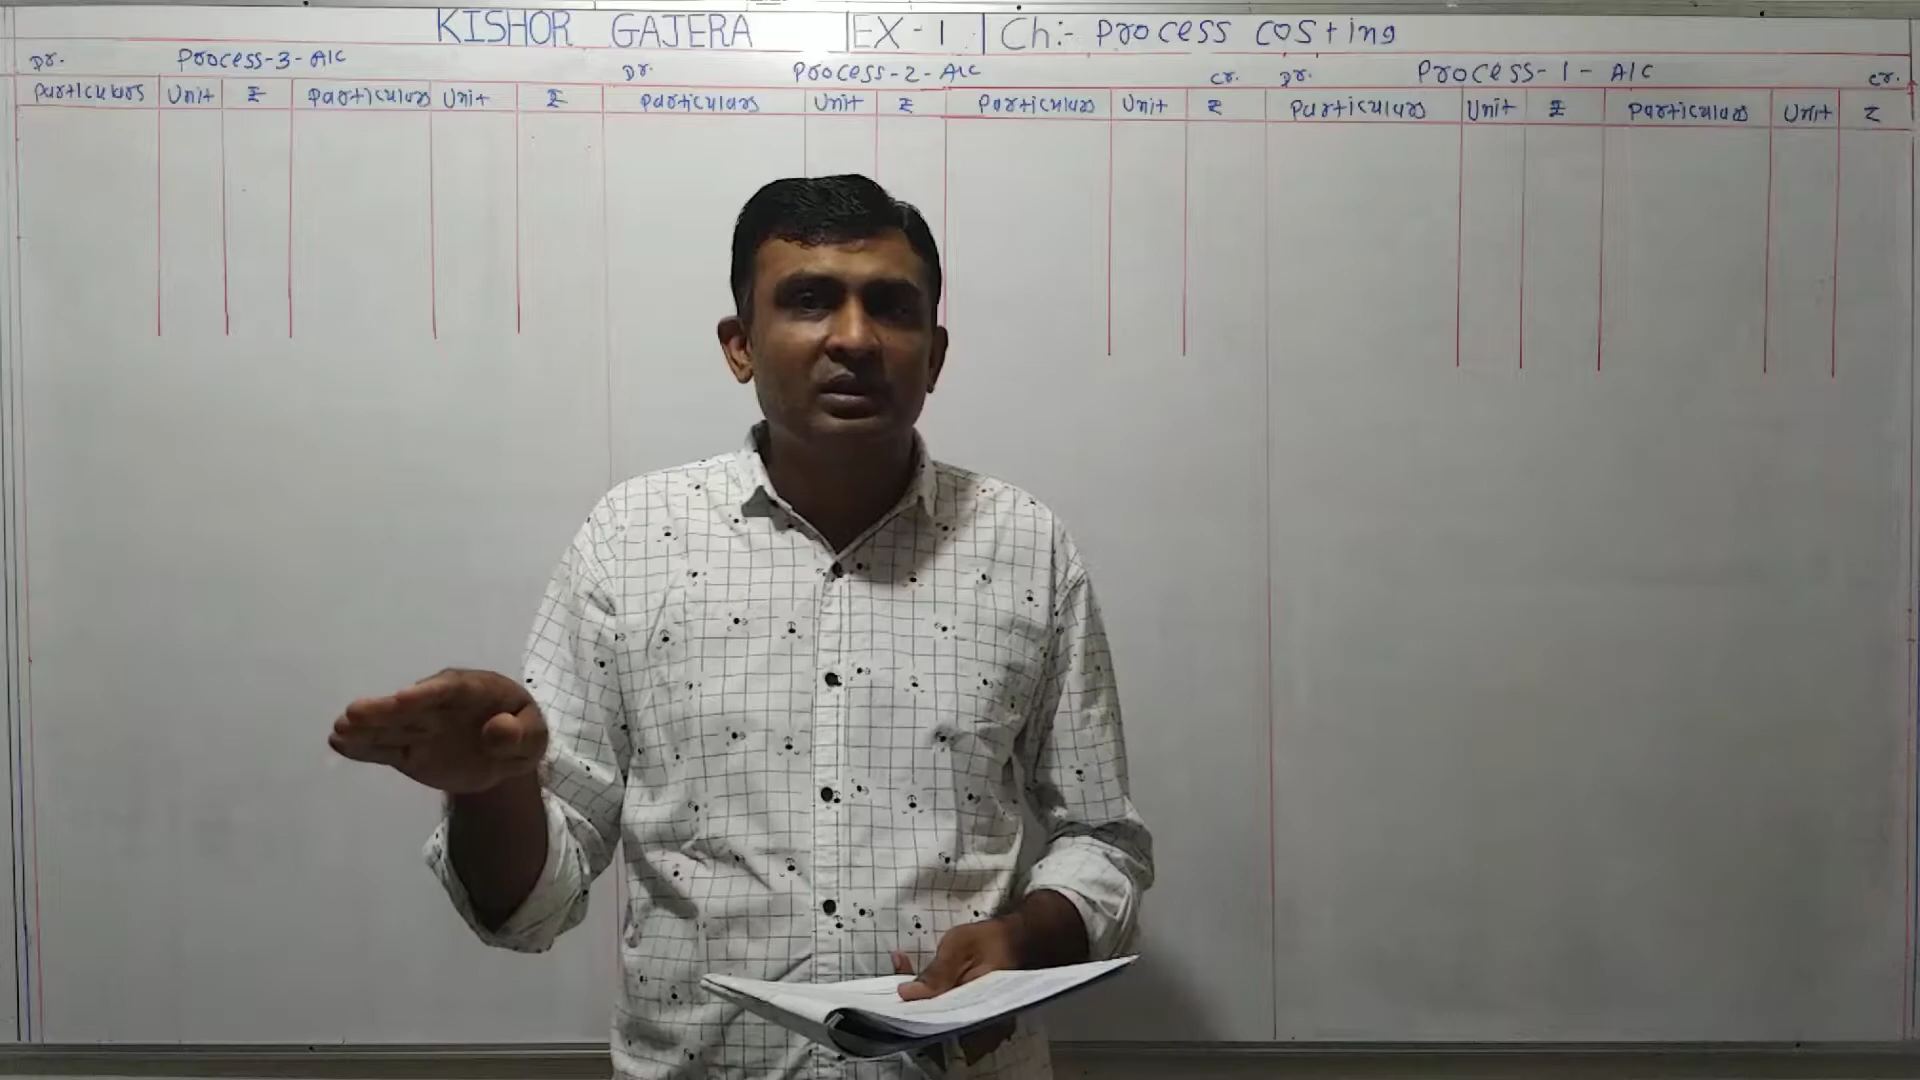 KISHOR GAJERA | EX-1 | Ch:- Process costing
Dr. Process-3-A/C
Dr. Process-2-A/C Cr.
Dr. Process-1-A/C Cr.
Particulars Unit ₹ Particulars Unit ₹
Particulars Unit ₹ Particulars Unit ₹
Particulars Unit ₹ Particulars Unit ₹